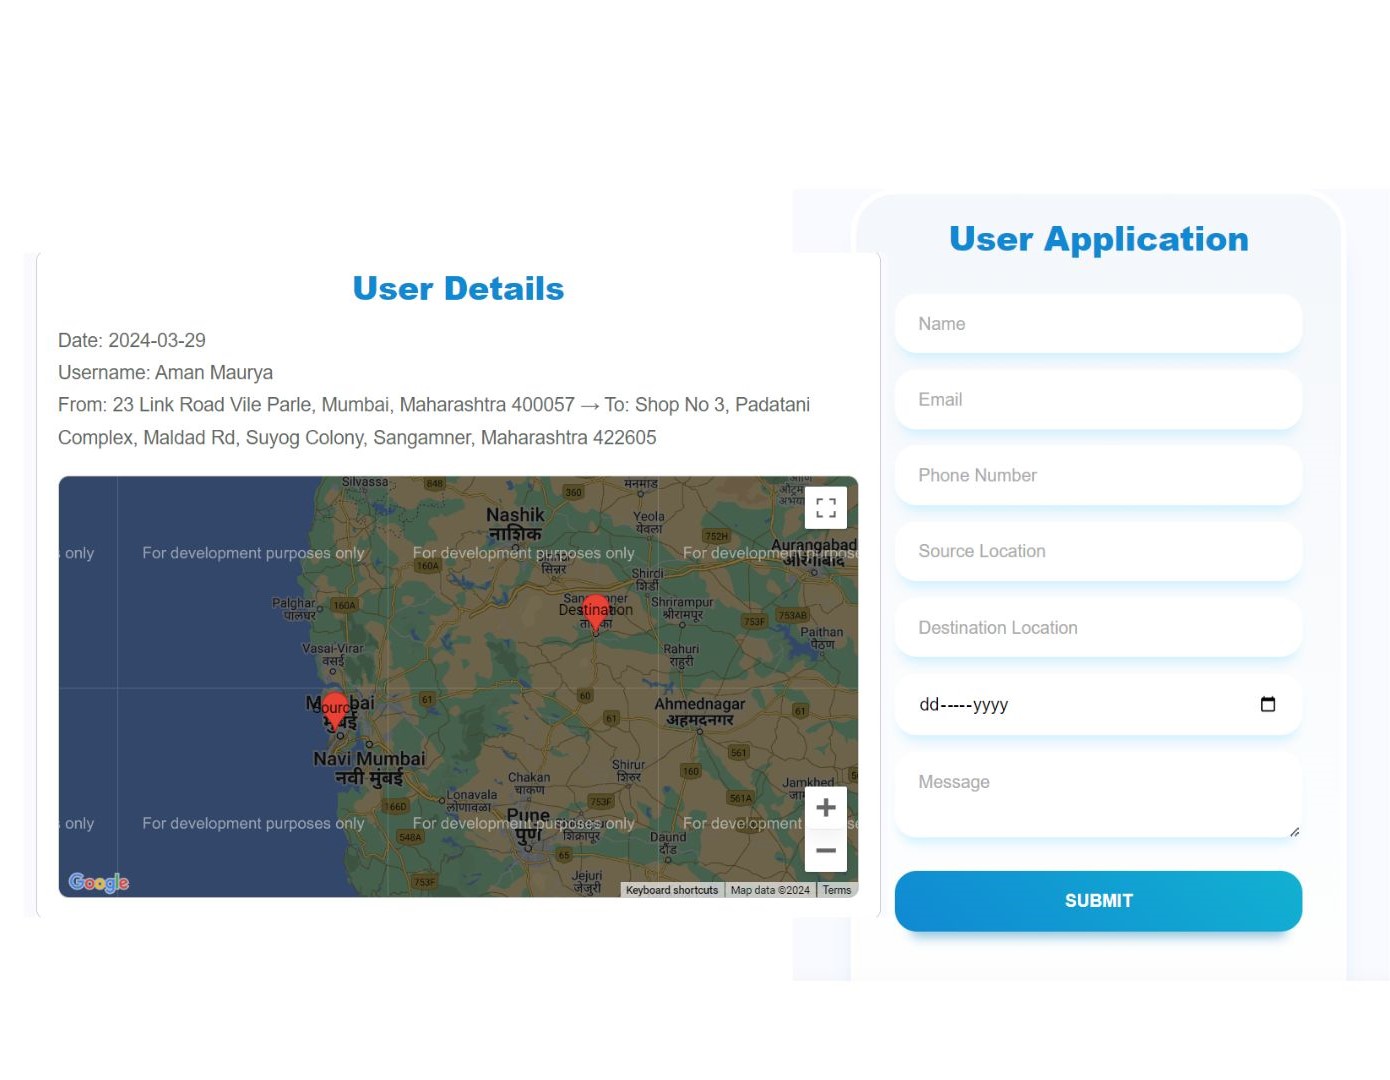 User Details
Date: 2024-03-29
Username: Aman Maurya
From: 23 Link Road Vile Parle, Mumbai, Maharashtra 400057 → To: Shop No 3, Padatani
Complex, Maldad Rd, Suyog Colony, Sangamner, Maharashtra 422605
Silvassa
848
360
मनमाड
Nashik
नाशिक
Yeola
येवला
752H
Aurangabad
औरंगाबाद
only For development purposes only For development purposes only For development
सिन्नर
160A
Shirdi
शिर्डी
Palghar
पालघर
160A
Destination
Shrirampur
श्रीरामपूर
753F
753AB
Paithan
पैठण
Vasai-Virar
वसई
Rahuri
राहुरी
Mumbai
मुंबई
61
60
61
Ahmednagar
अहमदनगर
61
Navi Mumbai
नवी मुंबई
561
Chakan
चाकण
Shirur
शिरुर
160
Jamkhed
Lonavala
लोणावळा
166D
753F
561A
Pune
पुणे
only For development purposes only For development purposes only For development
शिक्रापूर
548A
Daund
दौंड
65
753F
Jejuri
जेजुरी
Google
Keyboard shortcuts Map data ©2024 Terms
User Application
Name
Email
Phone Number
Source Location
Destination Location
dd-----yyyy
Message
SUBMIT